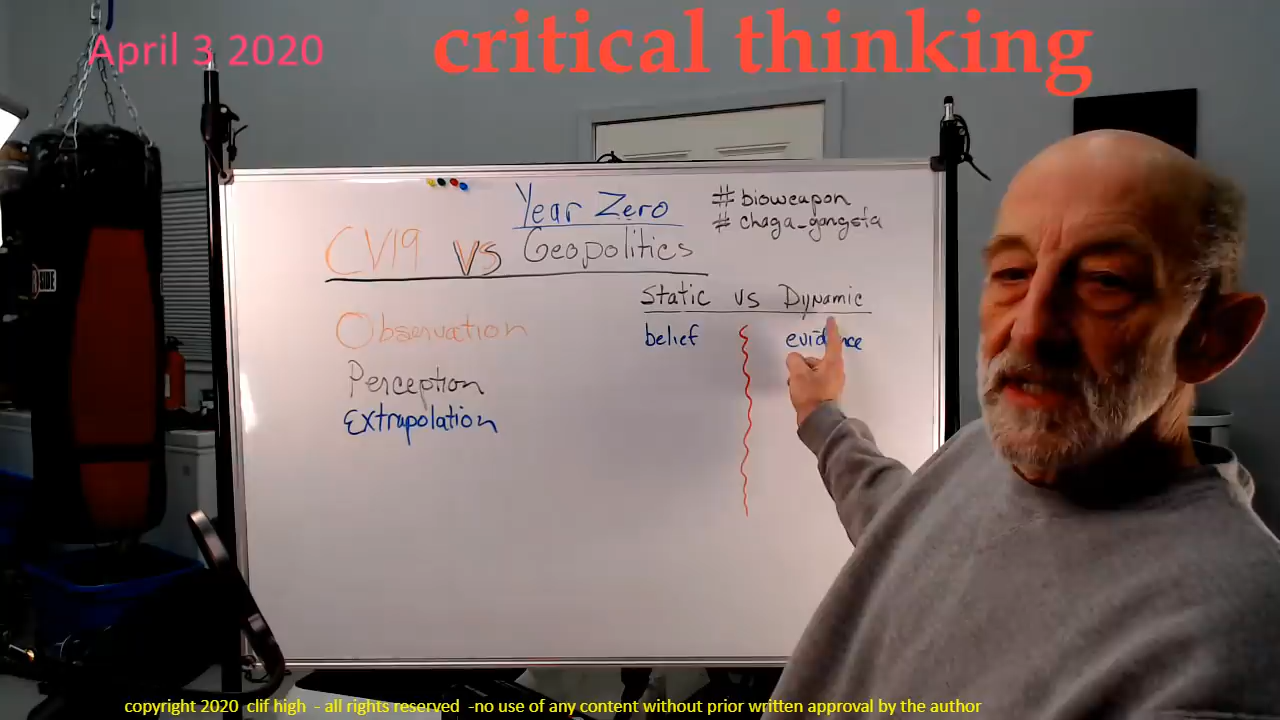 April 3 2020
critical thinking
Year Zero
CV19 vs Geopolitics
# bioweapon
# chaga_gangsta
Static vs Dynamic
belief
evidence
Observation
Perception
Extrapolation
SIDE
copyright 2020 clif high - all rights reserved -no use of any content without prior written approval by the author